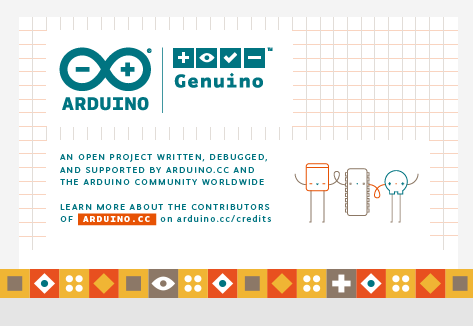 ARDUINO
Genuino
AN OPEN PROJECT WRITTEN, DEBUGGED,
AND SUPPORTED BY ARDUINO.CC AND
THE ARDUINO COMMUNITY WORLDWIDE
LEARN MORE ABOUT THE CONTRIBUTORS
OF ARDUINO.CC on arduino.cc/credits